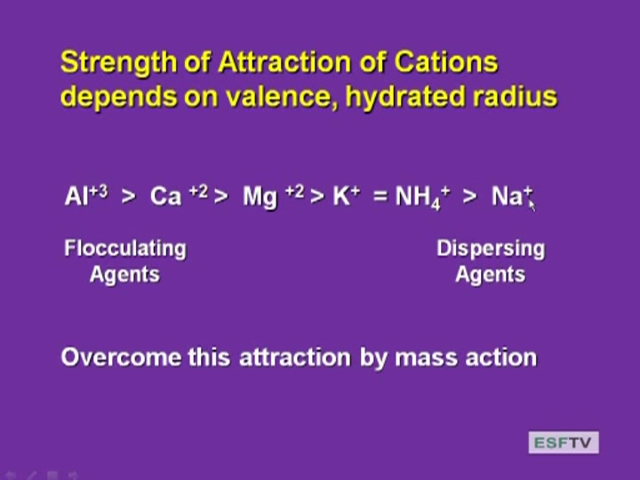 Strength of Attraction of Cations
depends on valence, hydrated radius
Al+3 > Ca +2 > Mg +2 > K+ = NH4+ > Na+
Flocculating Agents
Dispersing Agents
Overcome this attraction by mass action
ESFTV